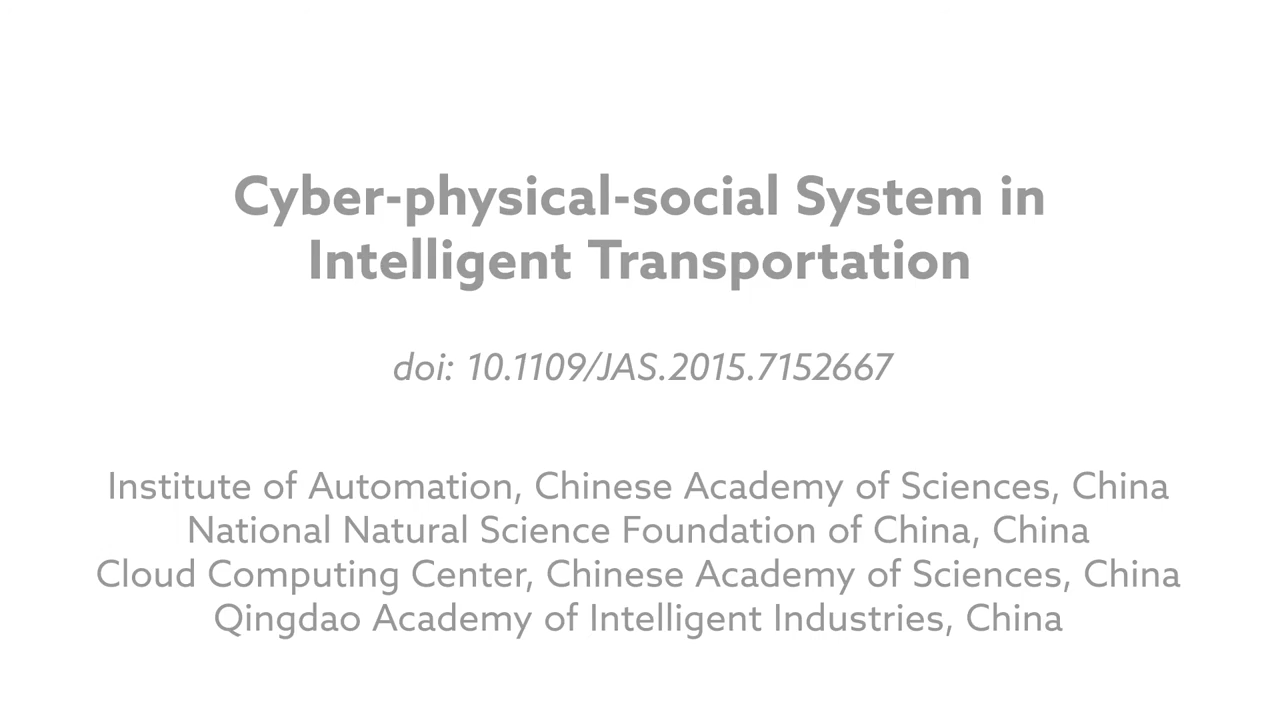 Cyber-physical-social System in
Intelligent Transportation
doi: 10.1109/JAS.2015.7152667
Institute of Automation, Chinese Academy of Sciences, China
National Natural Science Foundation of China, China
Cloud Computing Center, Chinese Academy of Sciences, China
Qingdao Academy of Intelligent Industries, China